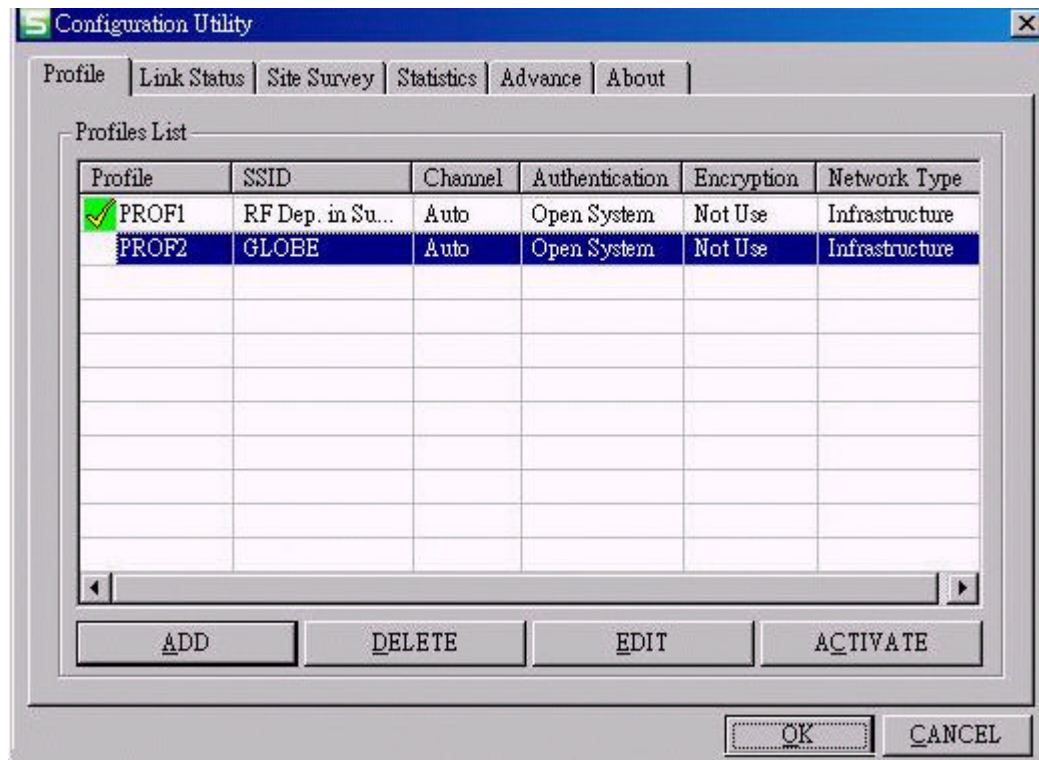 Configuration Utility
Profile Link Status Site Survey Statistics Advance About
Profiles List
Profile SSID Channel Authentication Encryption Network Type
PROF1 RF Dep. in Su... Auto Open System Not Use Infrastructure
PROF2 GLOBE Auto Open System Not Use Infrastructure
ADD DELETE EDIT ACTIVATE
OK CANCEL